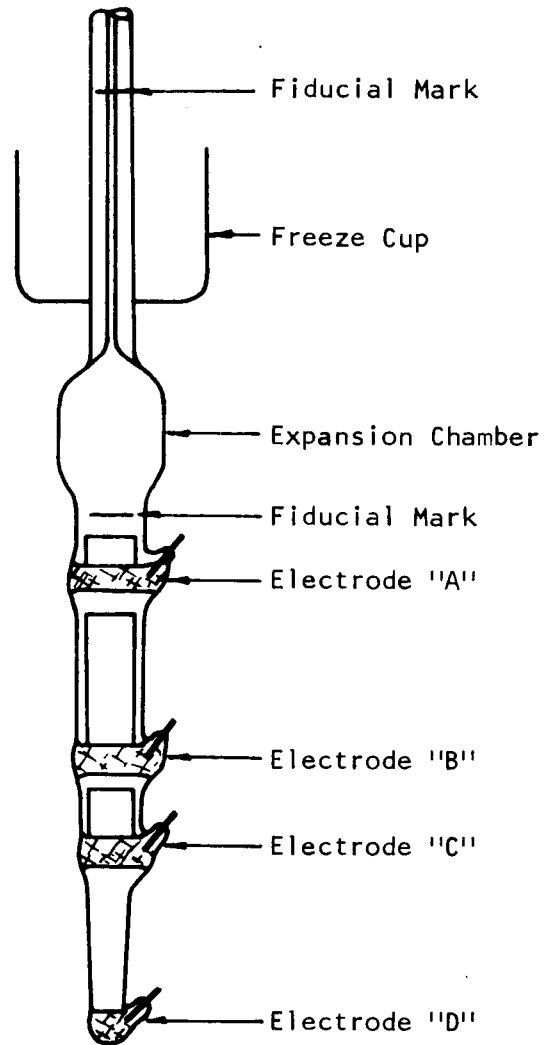 Fiducial Mark
Freeze Cup
Expansion Chamber
Fiducial Mark
Electrode "A"
Electrode "B"
Electrode "C"
Electrode "D"